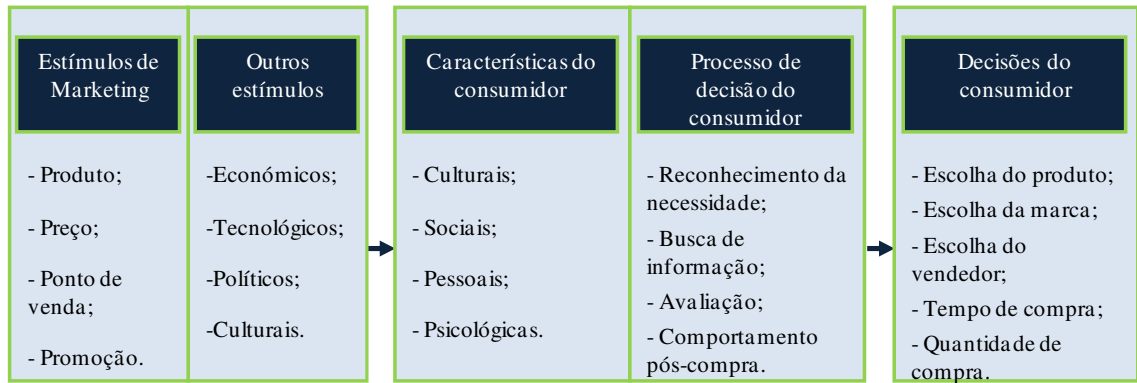 Estímulos de
Marketing
- Produto;
- Preço;
- Ponto de
venda;
- Promoção.
Outros
estímulos
-Económicos;
-Tecnológicos;
-Políticos;
-Culturais.
Características do
consumidor
- Culturais;
- Sociais;
- Pessoais;
- Psicológicas.
Processo de
decisão do
consumidor
- Reconhecimento da
necessidade;
- Busca de
informação;
- Avaliação;
- Comportamento
pós-compra.
Decisões do
consumidor
- Escolha do produto;
- Escolha da marca;
- Escolha do
vendedor;
- Tempo de compra;
- Quantidade de
compra.